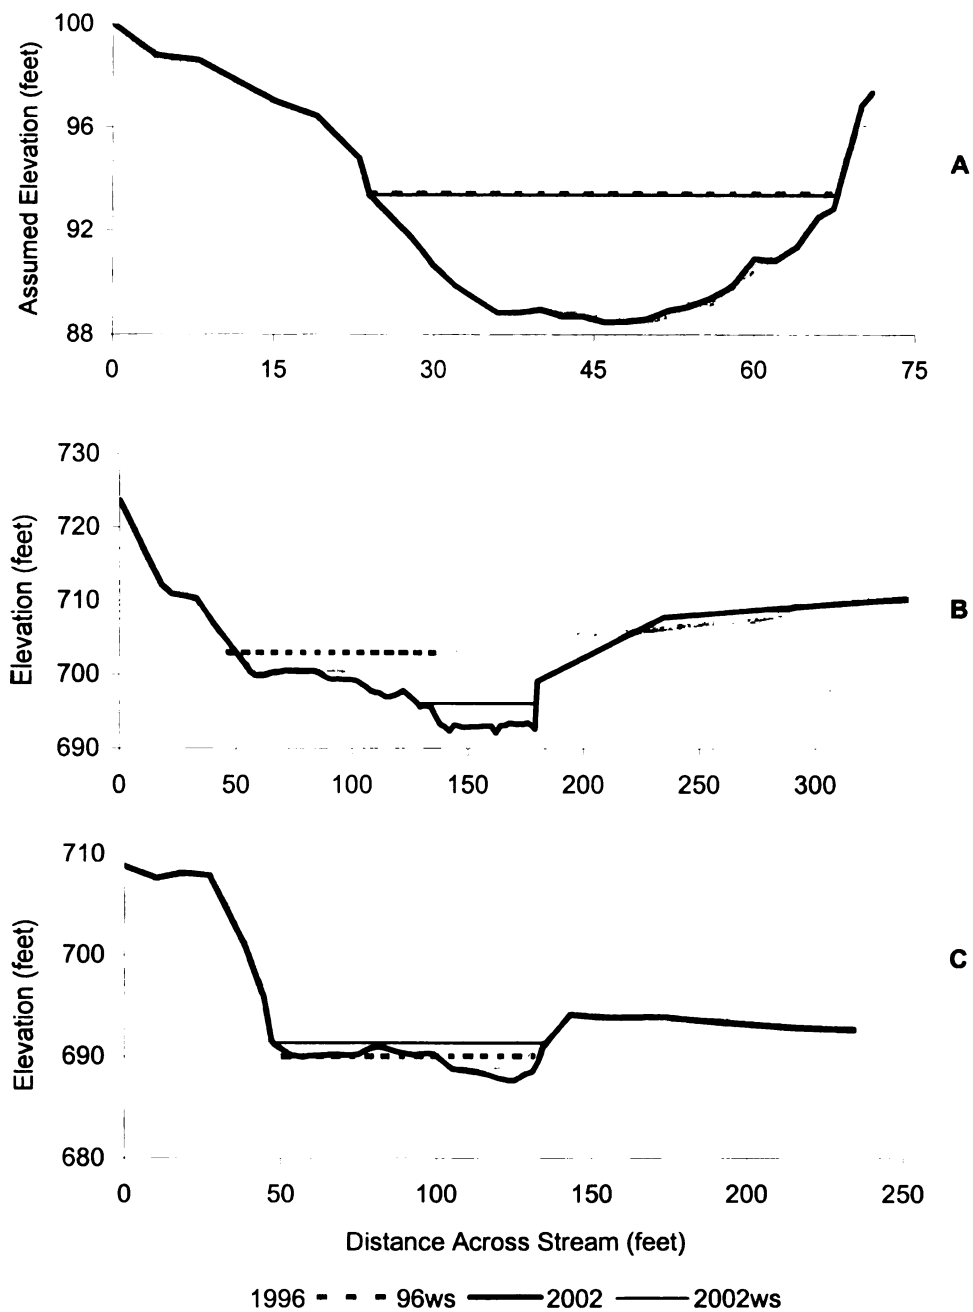 100
96
92
88
Assumed Elevation (feet)
A
0 15 30 45 60 75
730
720
710
700
690
Elevation (feet)
B
0 50 100 150 200 250 300
710
700
690
680
Elevation (feet)
C
0 50 100 150 200 250
Distance Across Stream (feet)
1996 96ws 2002 2002ws